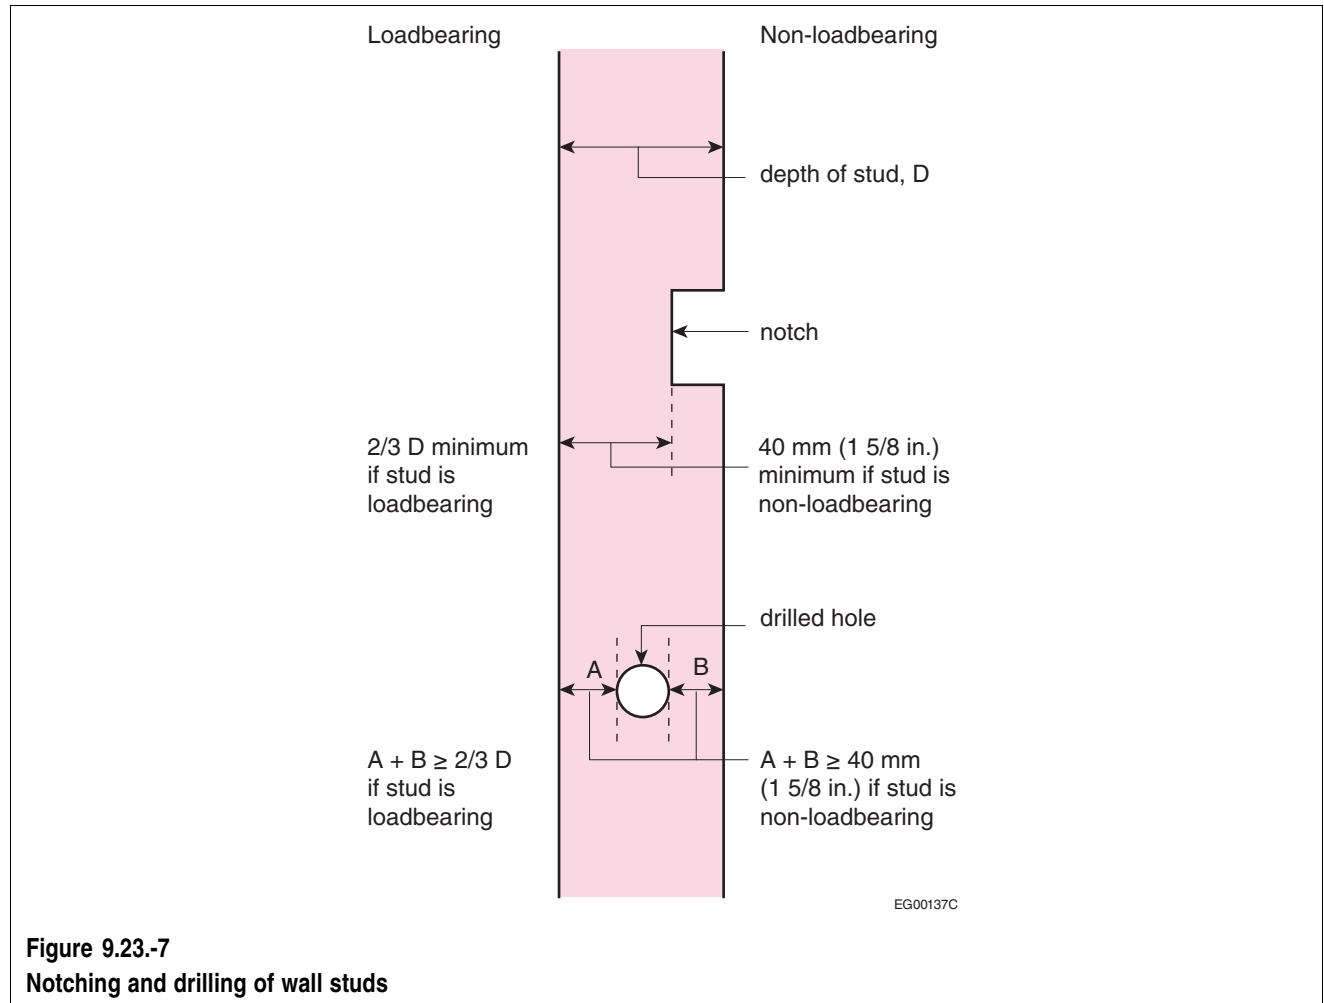 Loadbearing
Non-loadbearing
depth of stud, D
notch
2/3 D minimum
if stud is
loadbearing
40 mm (1 5/8 in.)
minimum if stud is
non-loadbearing
drilled hole
A
B
A + B ≥ 2/3 D
if stud is
loadbearing
A + B ≥ 40 mm
(1 5/8 in.) if stud is
non-loadbearing
EG00137C
Figure 9.23.-7
Notching and drilling of wall studs